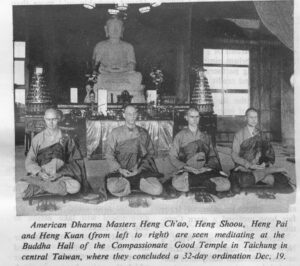 American Dharma Masters Heng Ch'ao, Heng Shoou, Heng Pai
and Heng Kuan (from left to right) are seen meditating at the
Buddha Hall of the Compassionate Good Temple in Taichung in
central Taiwan, where they concluded a 32-day ordination Dec. 19.